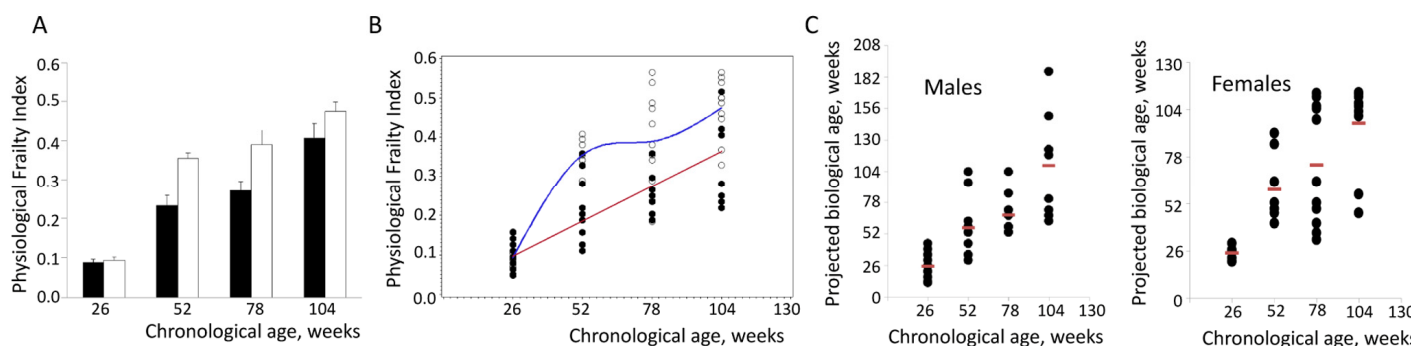 A
Physiological Frailty Index
0.6
0.5
0.4
0.3
0.2
0.1
0.0
26 52 78 104
Chronological age, weeks
B
Physiological Frailty Index
0.6
0.5
0.4
0.3
0.2
0.1
0.0
26 52 78 104 130
Chronological age, weeks
C
Projected biological age, weeks
208
182
156
130
104
78
52
26
0
Males
26 52 78 104 130
Chronological age, weeks
Projected biological age, weeks
130
104
78
52
26
0
Females
26 52 78 104 130
Chronological age, weeks